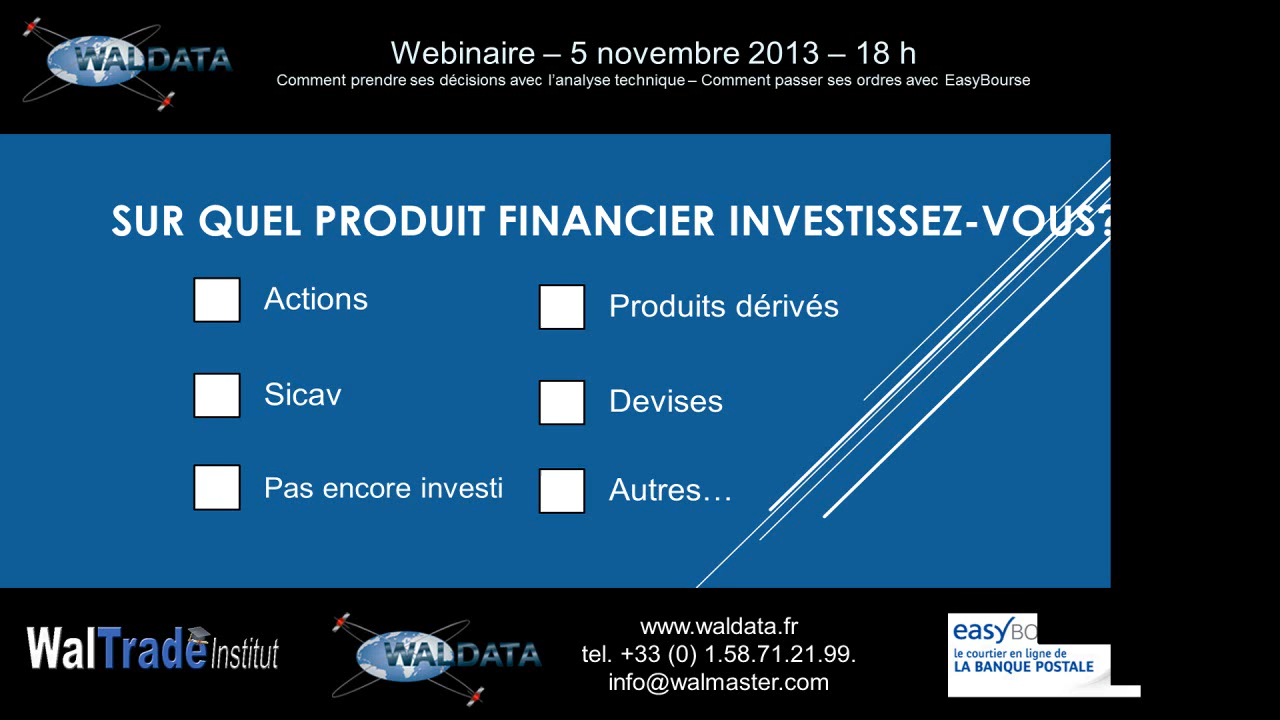 WALDATA
Webinaire – 5 novembre 2013 – 18 h
Comment prendre ses décisions avec l'analyse technique – Comment passer ses ordres avec EasyBourse
SUR QUEL PRODUIT FINANCIER INVESTISSEZ-VOUS?
Actions
Produits dérivés
Sicav
Devises
Pas encore investi
Autres…
WalTrade Institut
WALDATA
www.waldata.fr
tel. +33 (0) 1.58.71.21.99.
info@walmaster.com
easyBO
le courtier en ligne de
LA BANQUE POSTALE